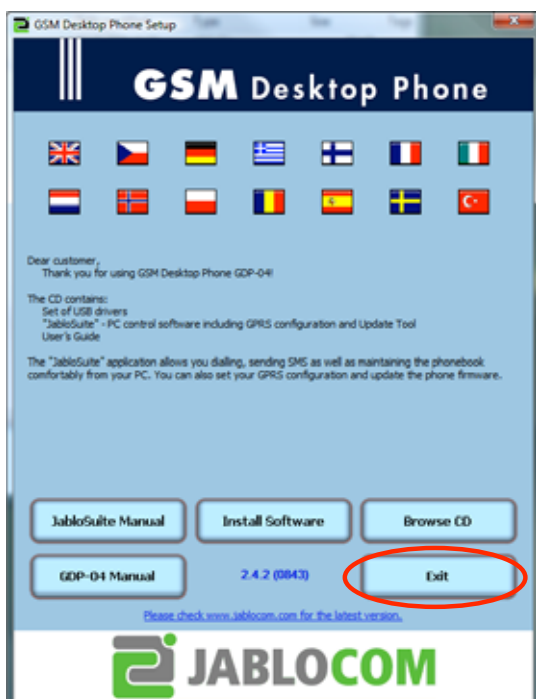 GSM Desktop Phone Setup
GSM Desktop Phone
Dear customer,
Thank you for using GSM Desktop Phone GDP-04!
The CD contains:
Set of USB drivers
"JabloSuite" - PC control software including GPRS configuration and Update Tool
User's Guide
The "JabloSuite" application allows you dialling, sending SMS as well as maintaining the phonebook
comfortably from your PC. You can also set your GPRS configuration and update the phone firmware.
JabloSuite Manual
Install Software
Browse CD
GDP-04 Manual
2.4.2 (0843)
Exit
Please check www.jablocom.com for the latest version.
JABLOCOM